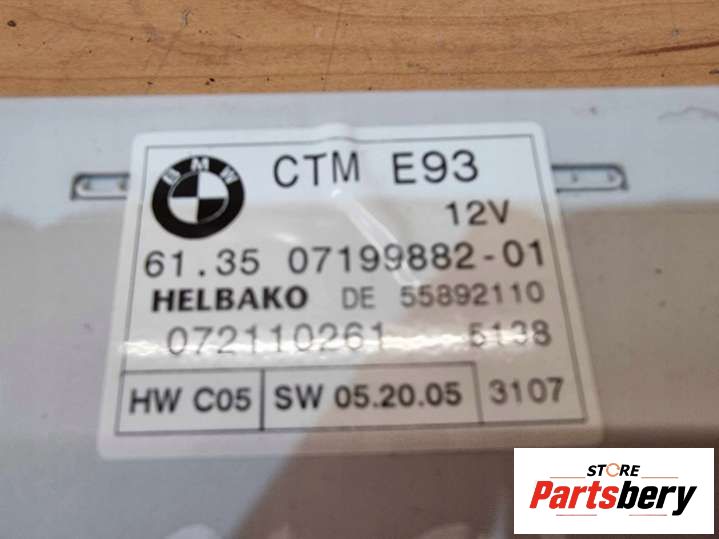 BMW
CTM E93
12V
61.35 07199882-01
HELBAKO DE 55892110
072110261 5138
HW C05 SW 05.20.05 3107
STORE
Partsbery